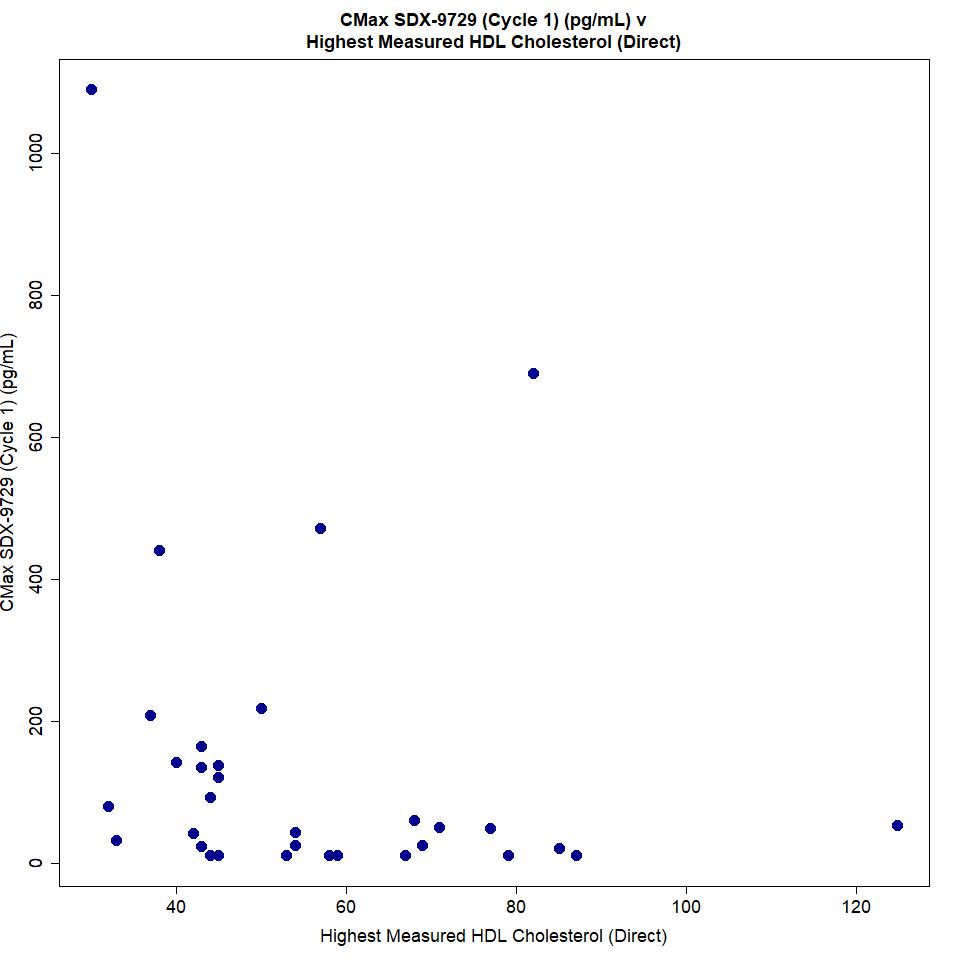 CMax SDX-9729 (Cycle 1) (pg/mL) v
Highest Measured HDL Cholesterol (Direct)
CMax SDX-9729 (Cycle 1) (pg/mL)
1000
800
600
400
200
0
40 60 80 100 120
Highest Measured HDL Cholesterol (Direct)